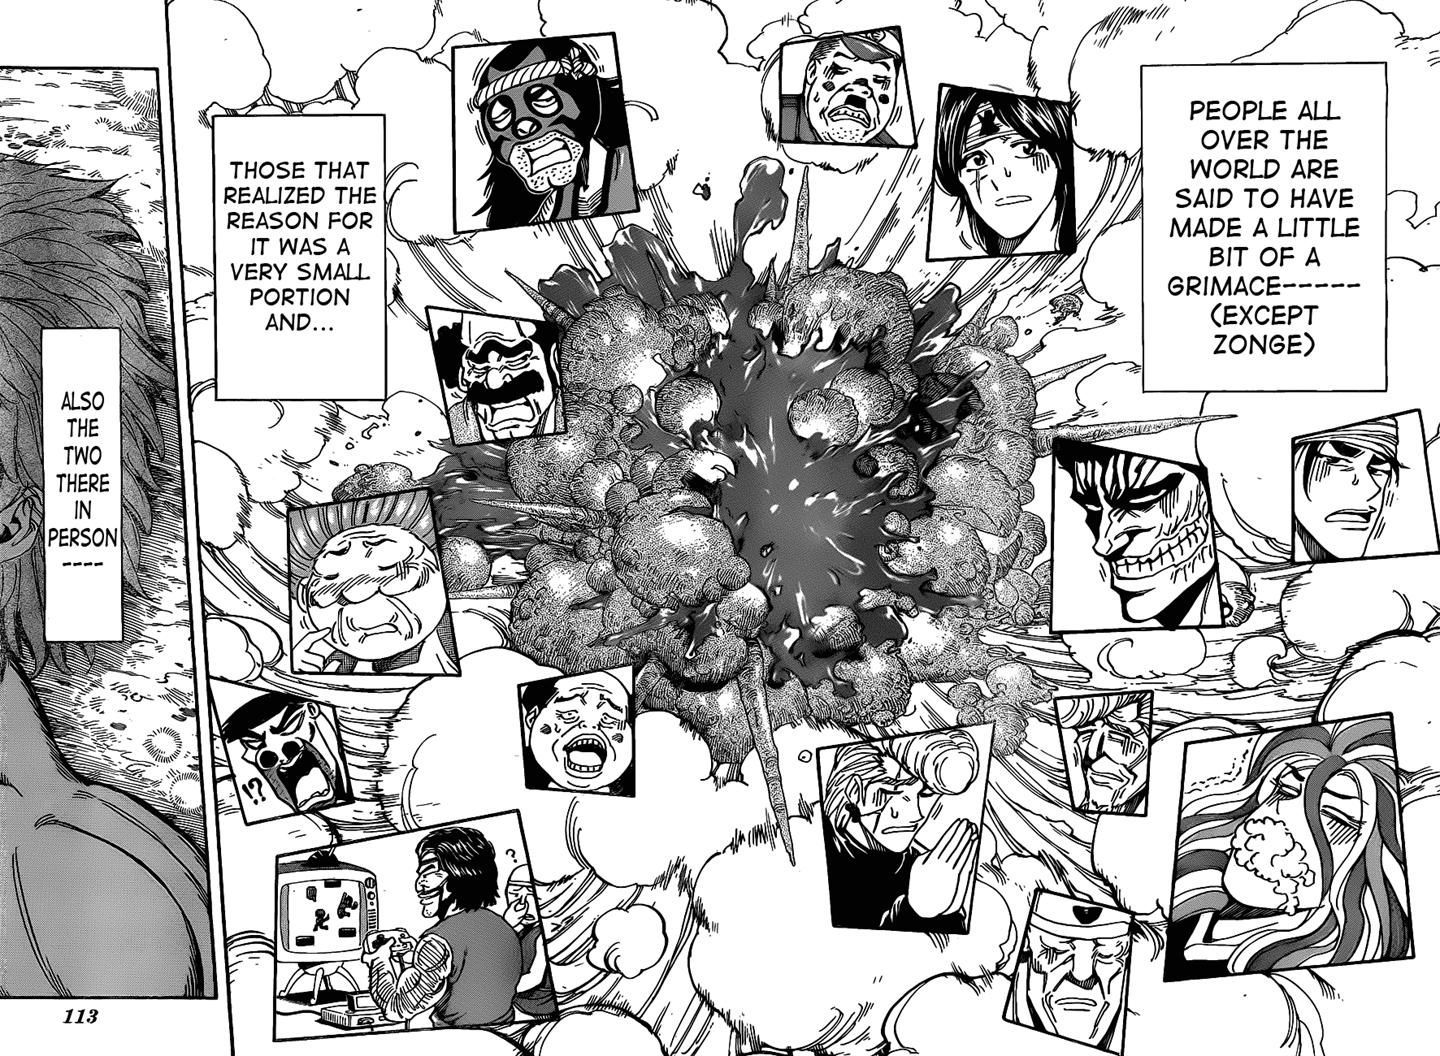 PEOPLE ALL
OVER THE
WORLD ARE
SAID TO HAVE
MADE A LITTLE
BIT OF A
GRIMACE-----
(EXCEPT
ZONGE)
THOSE THAT
REALIZED THE
REASON FOR
IT WAS A
VERY SMALL
PORTION
AND...
!?
?
ALSO
THE
TWO
THERE
IN
PERSON
----
113